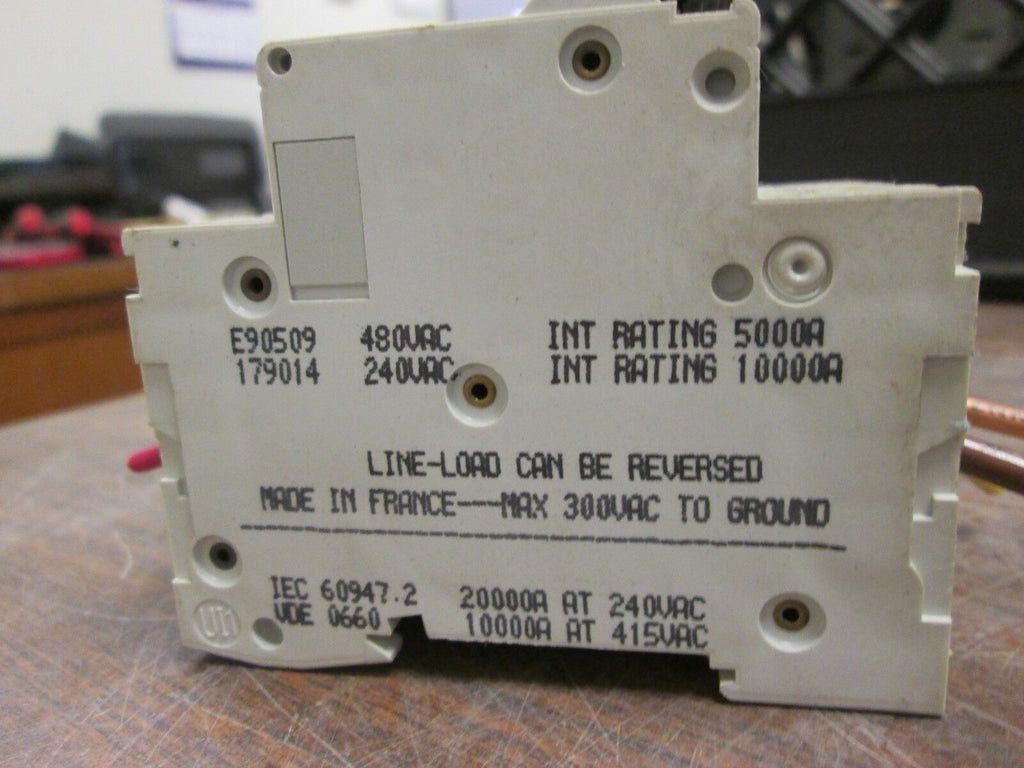 E90509 480VAC INT RATING 5000A
179014 240VAC INT RATING 10000A
LINE-LOAD CAN BE REVERSED
MADE IN FRANCE---MAX 300VAC TO GROUND
IEC 60947.2 20000A AT 240VAC
VDE 0660 10000A AT 415VAC